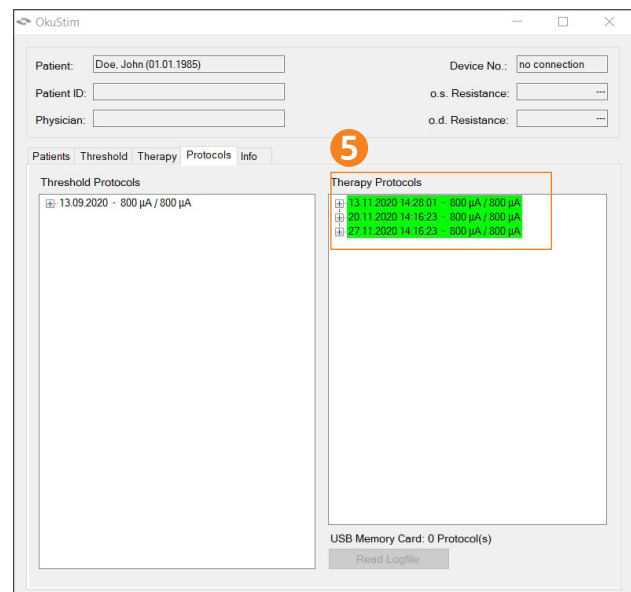 OkuStim
Patient: Doe, John (01.01.1985)
Device No.: no connection
Patient ID:
o.s. Resistance: ---
Physician:
o.d. Resistance: ---
Patients Threshold Therapy Protocols Info
5
Threshold Protocols
13.09.2020 - 800 µA / 800 µA
Therapy Protocols
13.11.2020 14:28:01 - 800 µA / 800 µA
20.11.2020 14:16:23 - 800 µA / 800 µA
27.11.2020 14:16:23 - 800 µA / 800 µA
USB Memory Card: 0 Protocol(s)
Read Logfile